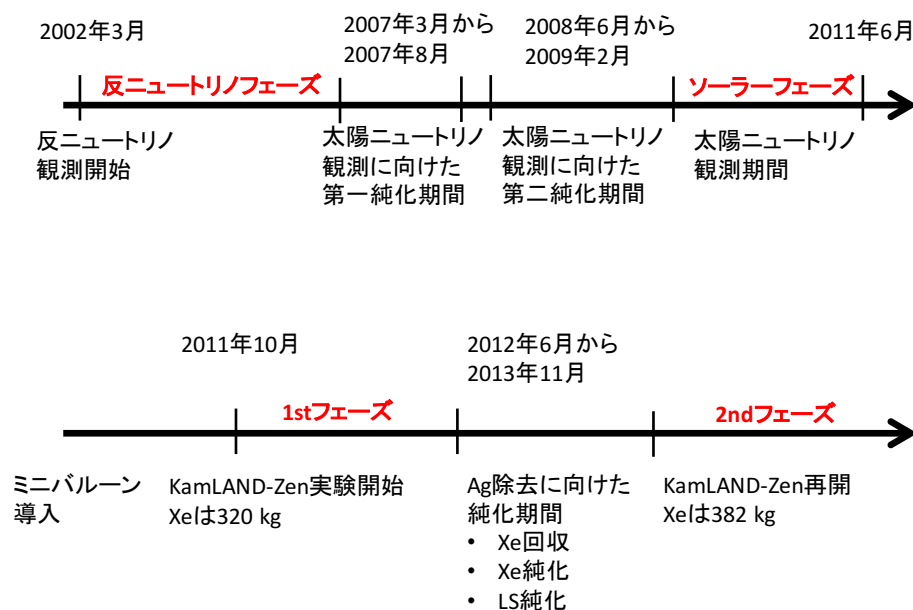 2002年3月
2007年3月から
2007年8月
2008年6月から
2009年2月
2011年6月
反ニュートリノフェーズ
ソーラーフェーズ
反ニュートリノ
観測開始
太陽ニュートリノ
観測に向けた
第一純化期間
太陽ニュートリノ
観測に向けた
第二純化期間
太陽ニュートリノ
観測期間
2011年10月
2012年6月から
2013年11月
1stフェーズ
2ndフェーズ
ミニバルーン
導入
KamLAND-Zen実験開始
Xeは320 kg
Ag除去に向けた
純化期間
• Xe回収
• Xe純化
• LS純化
KamLAND-Zen再開
Xeは382 kg